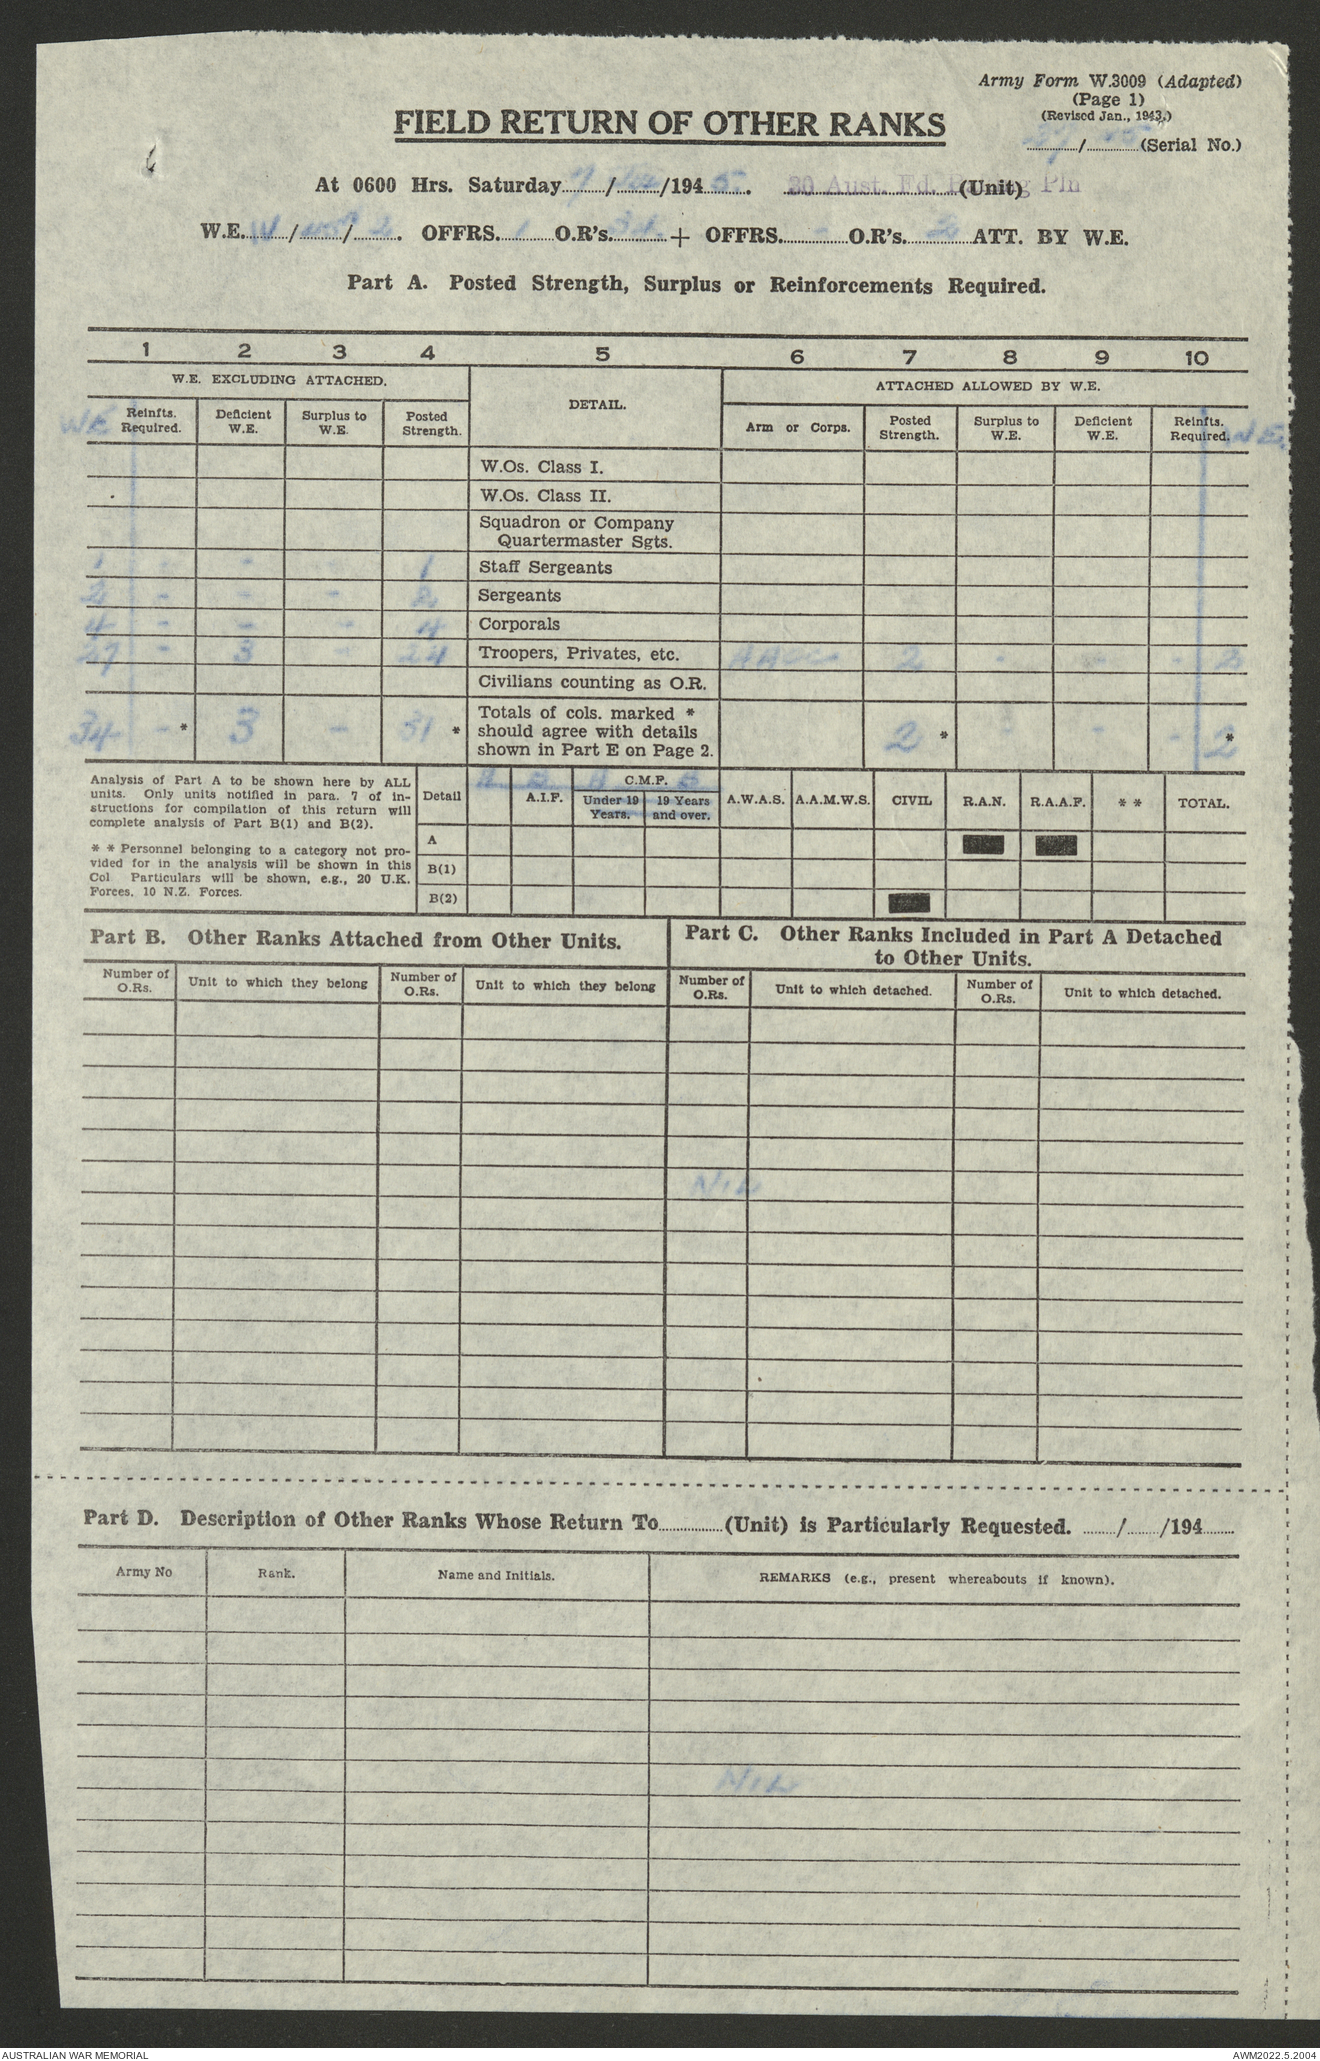 Army Form W.3009 (Adapted)
(Page 1)
(Revised Jan., 1943.)
FIELD RETURN OF OTHER RANKS
/ (Serial No.)
At 0600 Hrs. Saturday 7 / /194 5. Aust. Fd. Pln (Unit)
W.E. / / 2. OFFRS. 1 O.R's. 34 + OFFRS. - O.R's. 2 ATT. BY W.E.
Part A. Posted Strength, Surplus or Reinforcements Required.
1 2 3 4 5 6 7 8 9 10
W.E. EXCLUDING ATTACHED. DETAIL. ATTACHED ALLOWED BY W.E.
WE Reinfts. Required. Deficient W.E. Surplus to W.E. Posted Strength. Arm or Corps. Posted Strength. Surplus to W.E. Deficient W.E. Reinfts. Required. W.E.
W.Os. Class I.
W.Os. Class II.
Squadron or Company
Quartermaster Sgts.
1 - - 1 Staff Sergeants
2 - - - 2 Sergeants
4 - - - 4 Corporals
27 - 3 - 24 Troopers, Privates, etc. AACC 2 - - - 2
Civilians counting as O.R.
34 - * 3 - 31 * Totals of cols. marked * should agree with details shown in Part E on Page 2. 2 * - - 2 *
Analysis of Part A to be shown here by ALL
units. Only units notified in para. 7 of in-
structions for compilation of this return will
complete analysis of Part B(1) and B(2).
* * Personnel belonging to a category not pro-
vided for in the analysis will be shown in this
Col Particulars will be shown, e.g., 20 U.K.
Forces, 10 N.Z. Forces.
Detail A.I.F. C.M.F. Under 19 Years. 19 Years and over. A.W.A.S. A.A.M.W.S. CIVIL R.A.N. R.A.A.F. * * TOTAL.
A
B(1)
B(2)
Part B. Other Ranks Attached from Other Units.
Part C. Other Ranks Included in Part A Detached
to Other Units.
Number of O.Rs. Unit to which they belong Number of O.Rs. Unit to which they belong Number of O.Rs. Unit to which detached. Number of O.Rs. Unit to which detached.
NIL
Part D. Description of Other Ranks Whose Return To (Unit) is Particularly Requested. / /194
Army No Rank. Name and Initials. REMARKS (e.g., present whereabouts if known).
NIL
AUSTRALIAN WAR MEMORIAL AWM2022.5.2004